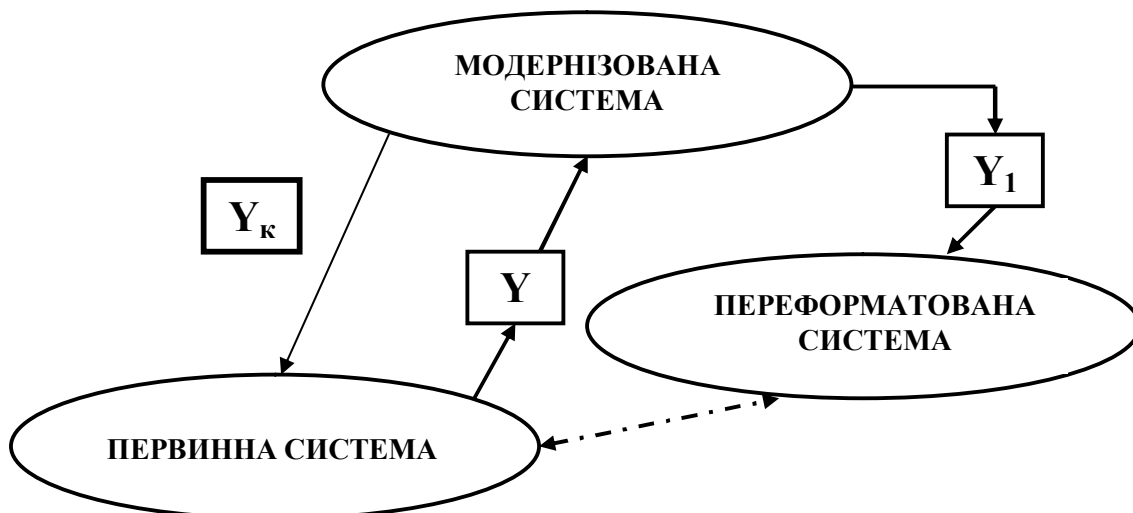 МОДЕРНІЗОВАНА
СИСТЕМА
Y₁
Yк
Y
ПЕРЕФОРМАТОВАНА
СИСТЕМА
ПЕРВИННА СИСТЕМА